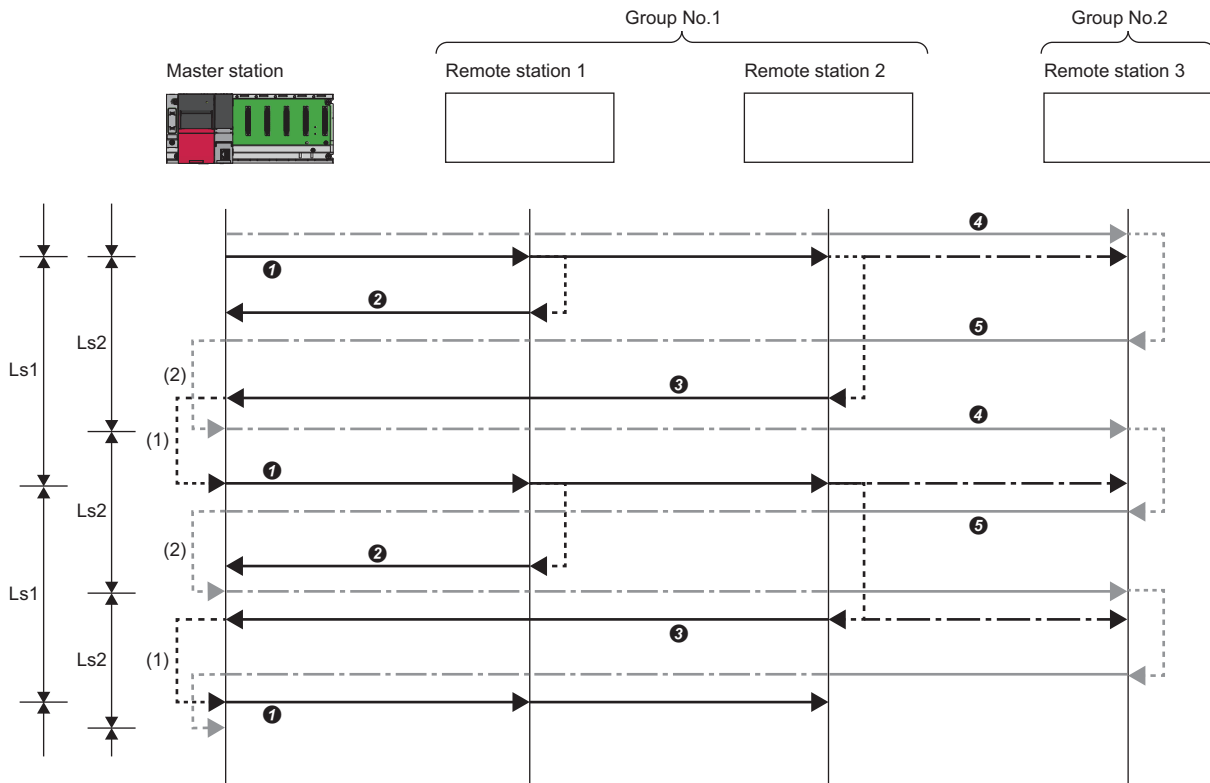 Group No.1
Group No.2
Master station
Remote station 1
Remote station 2
Remote station 3
4
1
2
5
Ls2
Ls1
(2)
3
4
(1)
1
Ls2
5
(2)
2
Ls1
3
(1)
Ls2
1